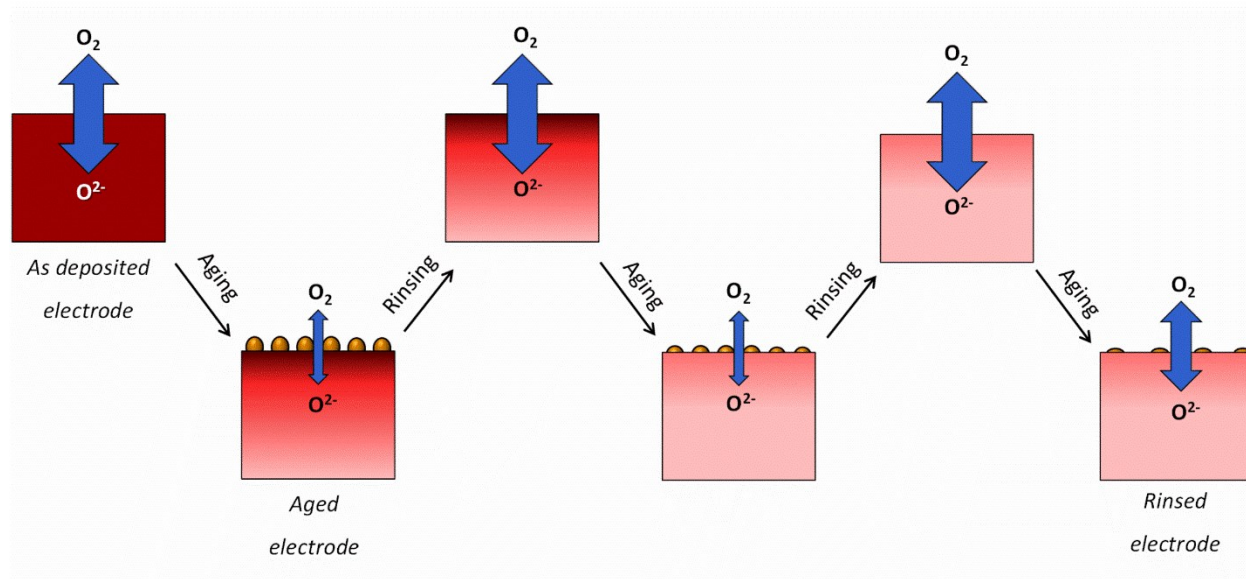 O₂
O²⁻
As deposited
electrode
Aging
O₂
O²⁻
Aged
electrode
Rinsing
O₂
O²⁻
Aging
O₂
O²⁻
Rinsing
O₂
O²⁻
Aging
O₂
O²⁻
Rinsed
electrode